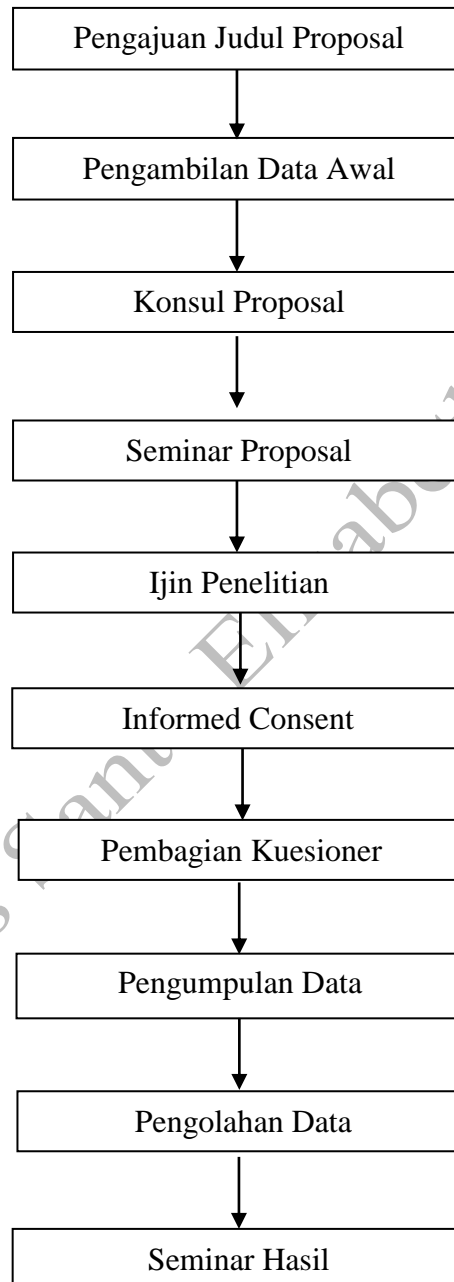 Pengajuan Judul Proposal
Pengambilan Data Awal
Konsul Proposal
Seminar Proposal
Ijin Penelitian
Informed Consent
Pembagian Kuesioner
Pengumpulan Data
Pengolahan Data
Seminar Hasil